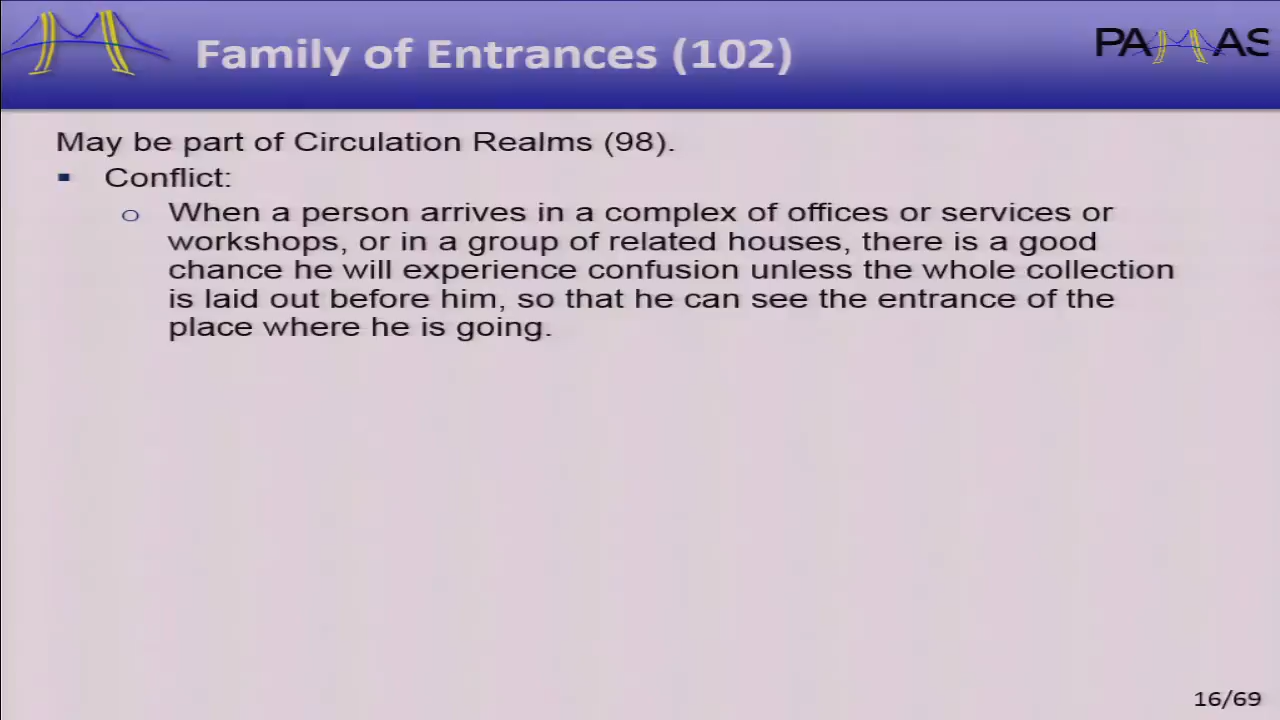 Family of Entrances (102)
PAMAS
May be part of Circulation Realms (98).
Conflict:
When a person arrives in a complex of offices or services or
workshops, or in a group of related houses, there is a good
chance he will experience confusion unless the whole collection
is laid out before him, so that he can see the entrance of the
place where he is going.
16/69